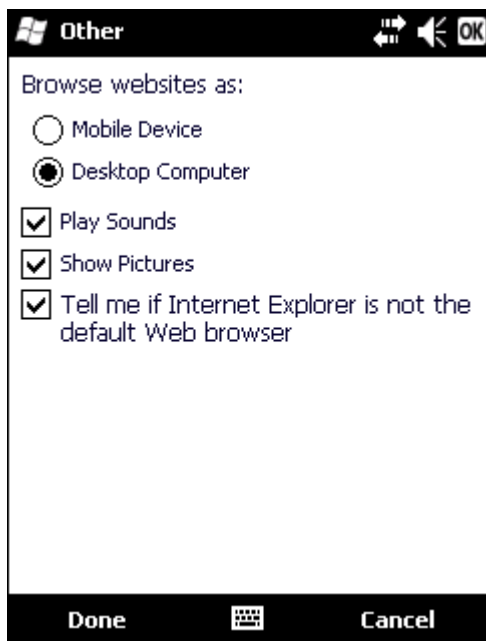 Other
OK
Browse websites as:
Mobile Device
Desktop Computer
Play Sounds
Show Pictures
Tell me if Internet Explorer is not the
default Web browser
Done
Cancel